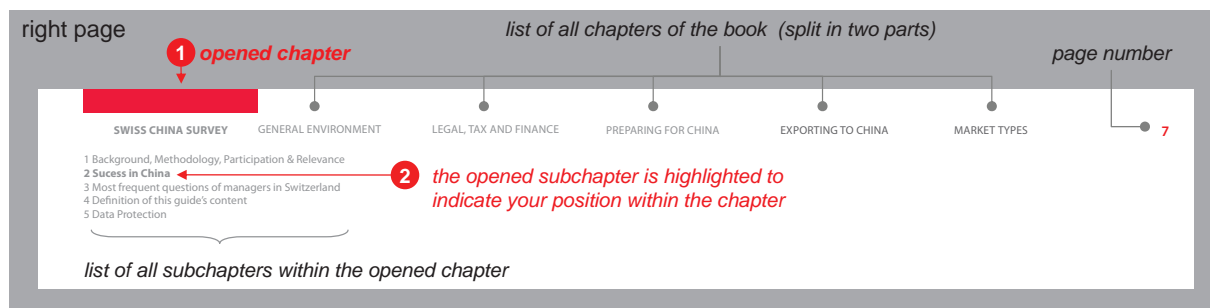 right page
list of all chapters of the book (split in two parts)
1 opened chapter
page number
SWISS CHINA SURVEY GENERAL ENVIRONMENT LEGAL, TAX AND FINANCE PREPARING FOR CHINA EXPORTING TO CHINA MARKET TYPES 7
1 Background, Methodology, Participation & Relevance
2 Sucess in China
3 Most frequent questions of managers in Switzerland
4 Definition of this guide's content
5 Data Protection
2 the opened subchapter is highlighted to
indicate your position within the chapter
list of all subchapters within the opened chapter